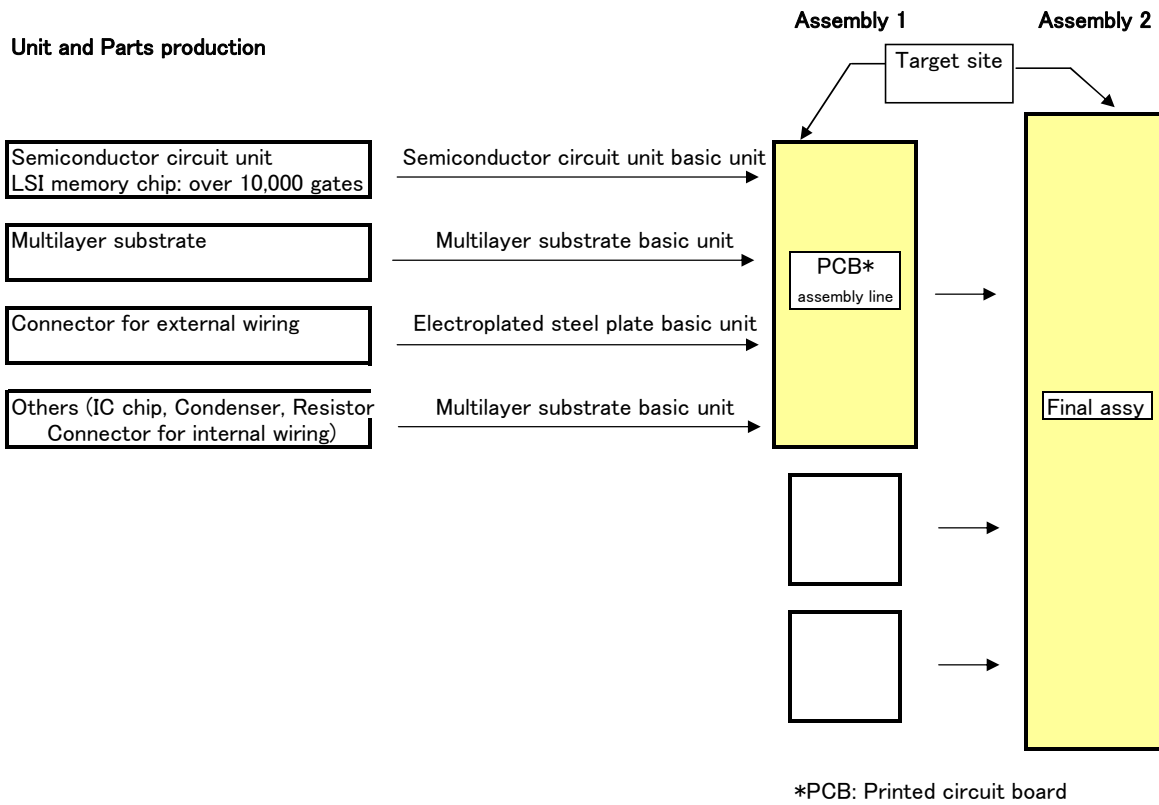 Assembly 1
Assembly 2
Unit and Parts production
Target site
Semiconductor circuit unit
LSI memory chip: over 10,000 gates
Semiconductor circuit unit basic unit
Multilayer substrate
Multilayer substrate basic unit
PCB*
assembly line
Connector for external wiring
Electroplated steel plate basic unit
Others (IC chip, Condenser, Resistor
Connector for internal wiring)
Multilayer substrate basic unit
Final assy
*PCB: Printed circuit board